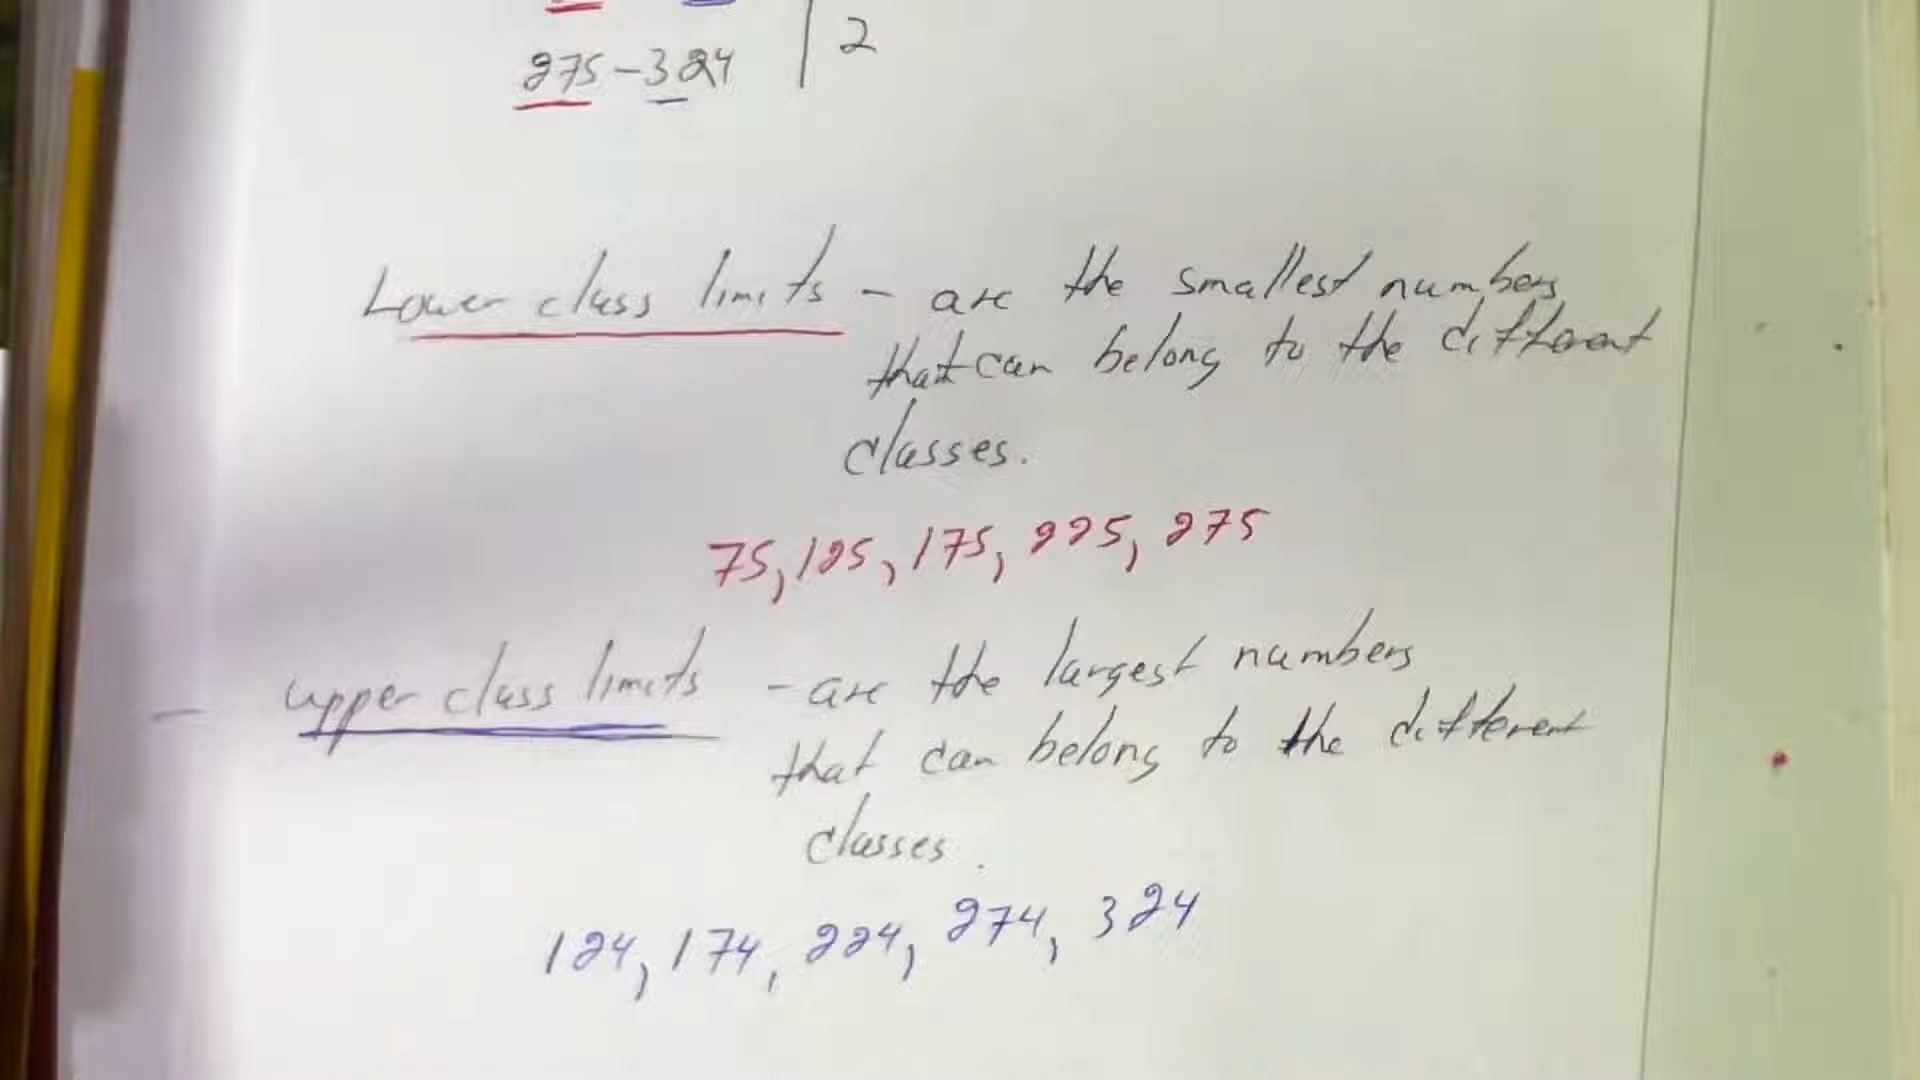 275-324 | 2
Lower class limits - are the smallest numbers
that can belong to the different
classes.
75, 125, 175, 225, 275
upper class limits - are the largest numbers
that can belong to the different
classes.
124, 174, 224, 274, 324